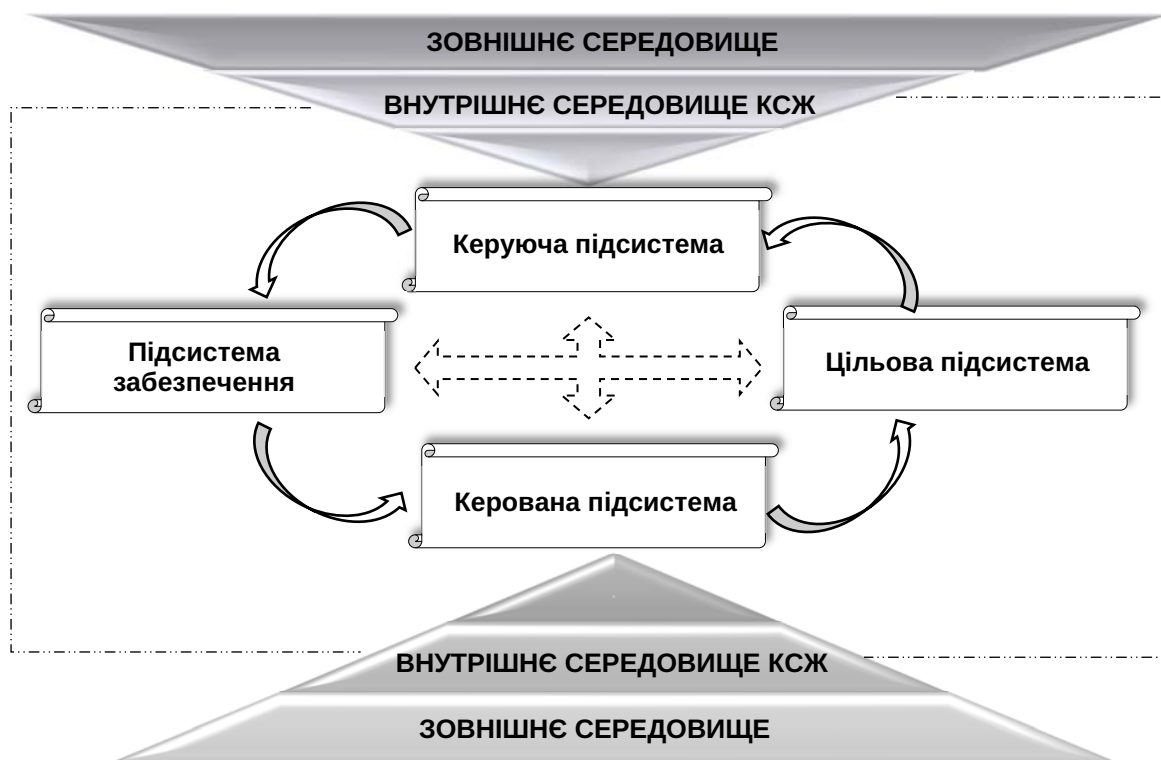 ЗОВНІШНЄ СЕРЕДОВИЩЕ
ВНУТРІШНЄ СЕРЕДОВИЩЕ КСЖ
Керуюча підсистема
Підсистема
забезпечення
Цільова підсистема
Керована підсистема
ВНУТРІШНЄ СЕРЕДОВИЩЕ КСЖ
ЗОВНІШНЄ СЕРЕДОВИЩЕ